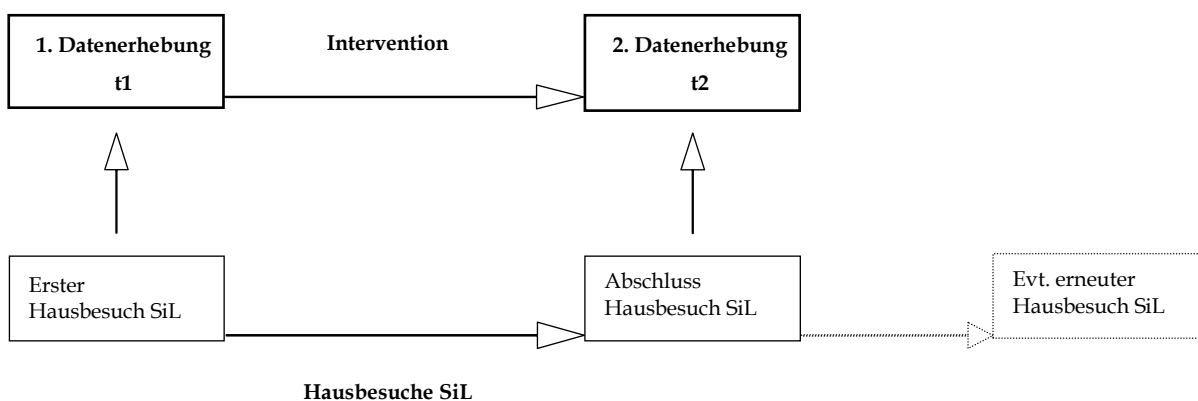 1. Datenerhebung
t1
Intervention
2. Datenerhebung
t2
Erster
Hausbesuch SiL
Abschluss
Hausbesuch SiL
Evt. erneuter
Hausbesuch SiL
Hausbesuche SiL